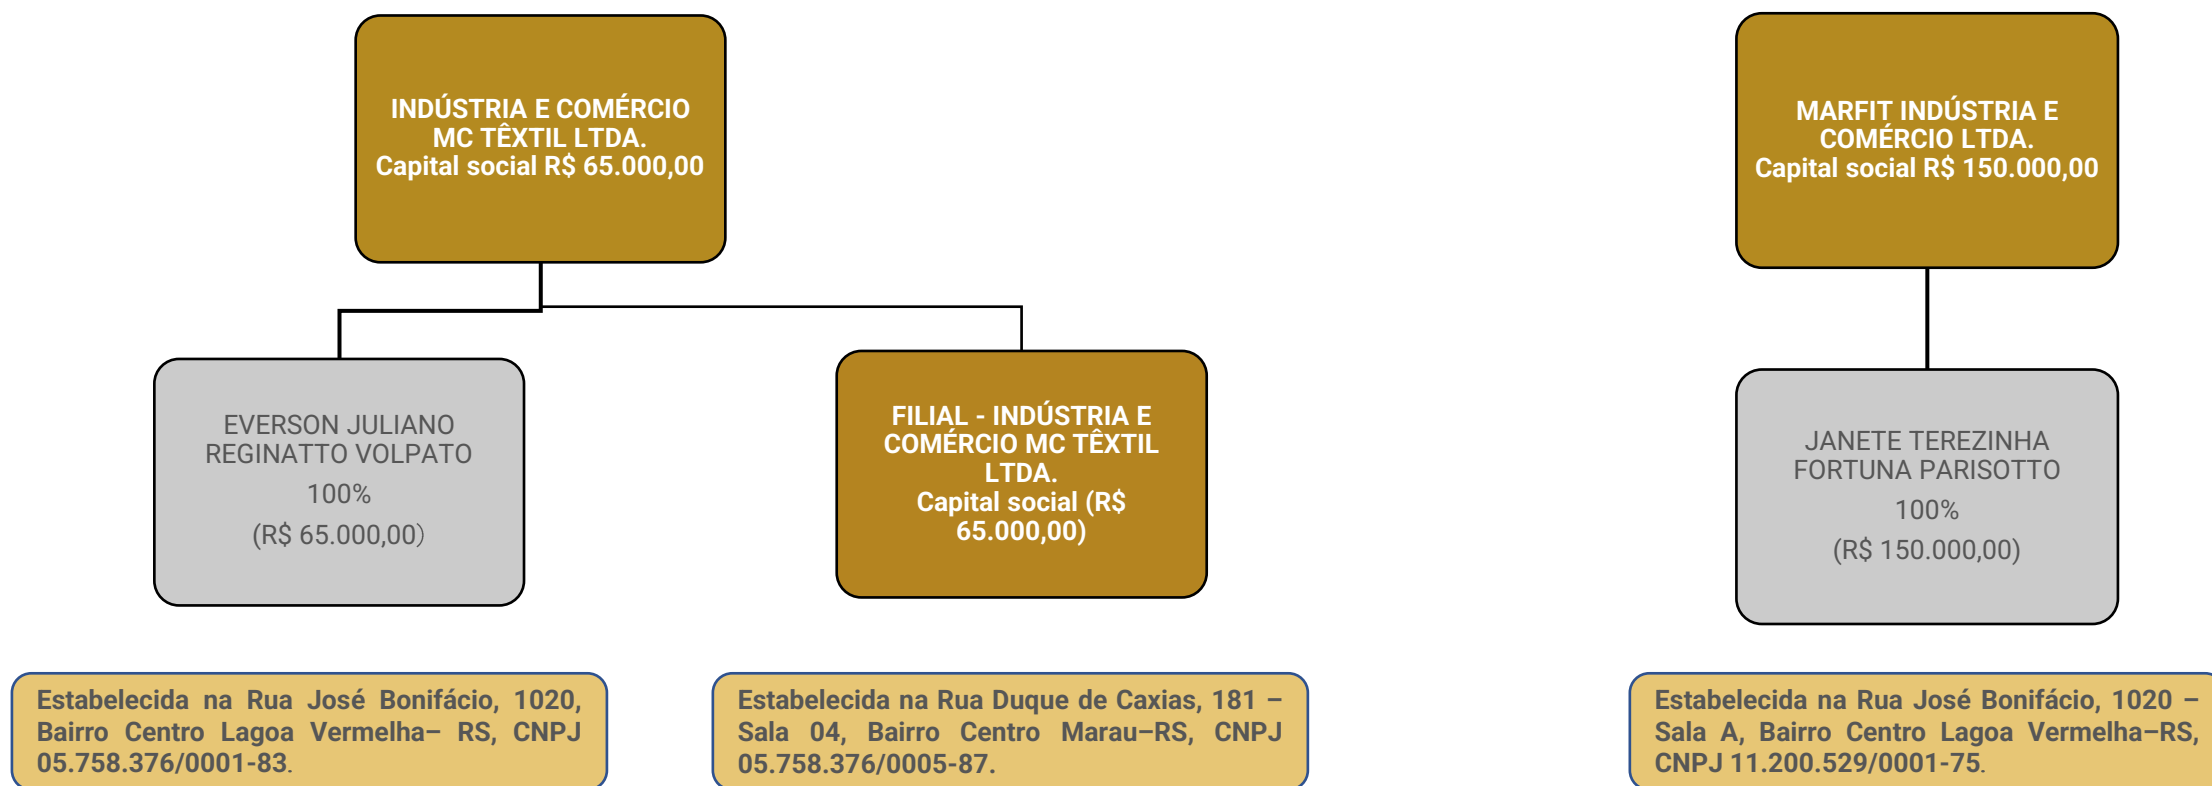 INDÚSTRIA E COMÉRCIO
MC TÊXTIL LTDA.
Capital social R$ 65.000,00
MARFIT INDÚSTRIA E
COMÉRCIO LTDA.
Capital social R$ 150.000,00
EVERSON JULIANO
REGINATTO VOLPATO
100%
(R$ 65.000,00)
FILIAL - INDÚSTRIA E
COMÉRCIO MC TÊXTIL
LTDA.
Capital social (R$
65.000,00)
JANETE TEREZINHA
FORTUNA PARISOTTO
100%
(R$ 150.000,00)
Estabelecida na Rua José Bonifácio, 1020,
Bairro Centro Lagoa Vermelha– RS, CNPJ
05.758.376/0001-83.
Estabelecida na Rua Duque de Caxias, 181 –
Sala 04, Bairro Centro Marau–RS, CNPJ
05.758.376/0005-87.
Estabelecida na Rua José Bonifácio, 1020 –
Sala A, Bairro Centro Lagoa Vermelha–RS,
CNPJ 11.200.529/0001-75.